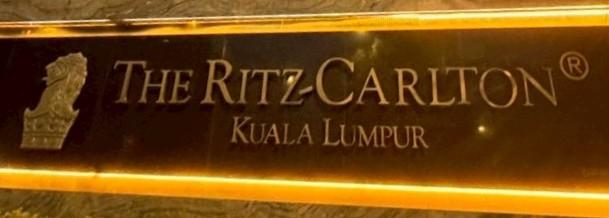 THE RITZ-CARLTON®
KUALA LUMPUR